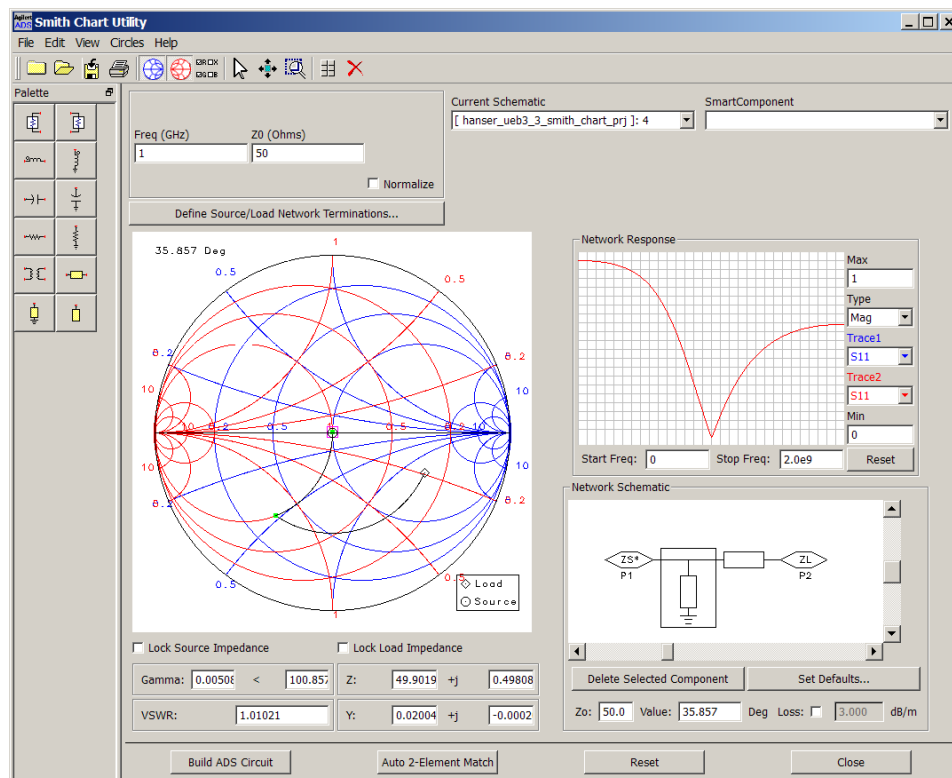 Agilent
ADS Smith Chart Utility
File Edit View Circles Help
Palette
Current Schematic SmartComponent
[ hanser_ueb3_3_smith_chart_prj ]: 4
Freq (GHz) Z0 (Ohms)
1 50
Normalize
Define Source/Load Network Terminations...
35.857 Deg
1
0.5 0.5
0.2 0.2
10 10
10 0.2 0.5 0.5 0.2 10
10 10
0.2 0.2
0.5 0.5
1
Load
Source
Network Response
Max
1
Type
Mag
Trace1
S11
Trace2
S11
Min
0
Start Freq: 0 Stop Freq: 2.0e9 Reset
Network Schematic
ZS* ZL
P1 P2
Lock Source Impedance Lock Load Impedance
Gamma: 0.00508 < 100.857 Z: 49.9019 +j 0.49808
VSWR: 1.01021 Y: 0.02004 +j -0.0002
Delete Selected Component Set Defaults...
Zo: 50.0 Value: 35.857 Deg Loss: 3.000 dB/m
Build ADS Circuit Auto 2-Element Match Reset Close